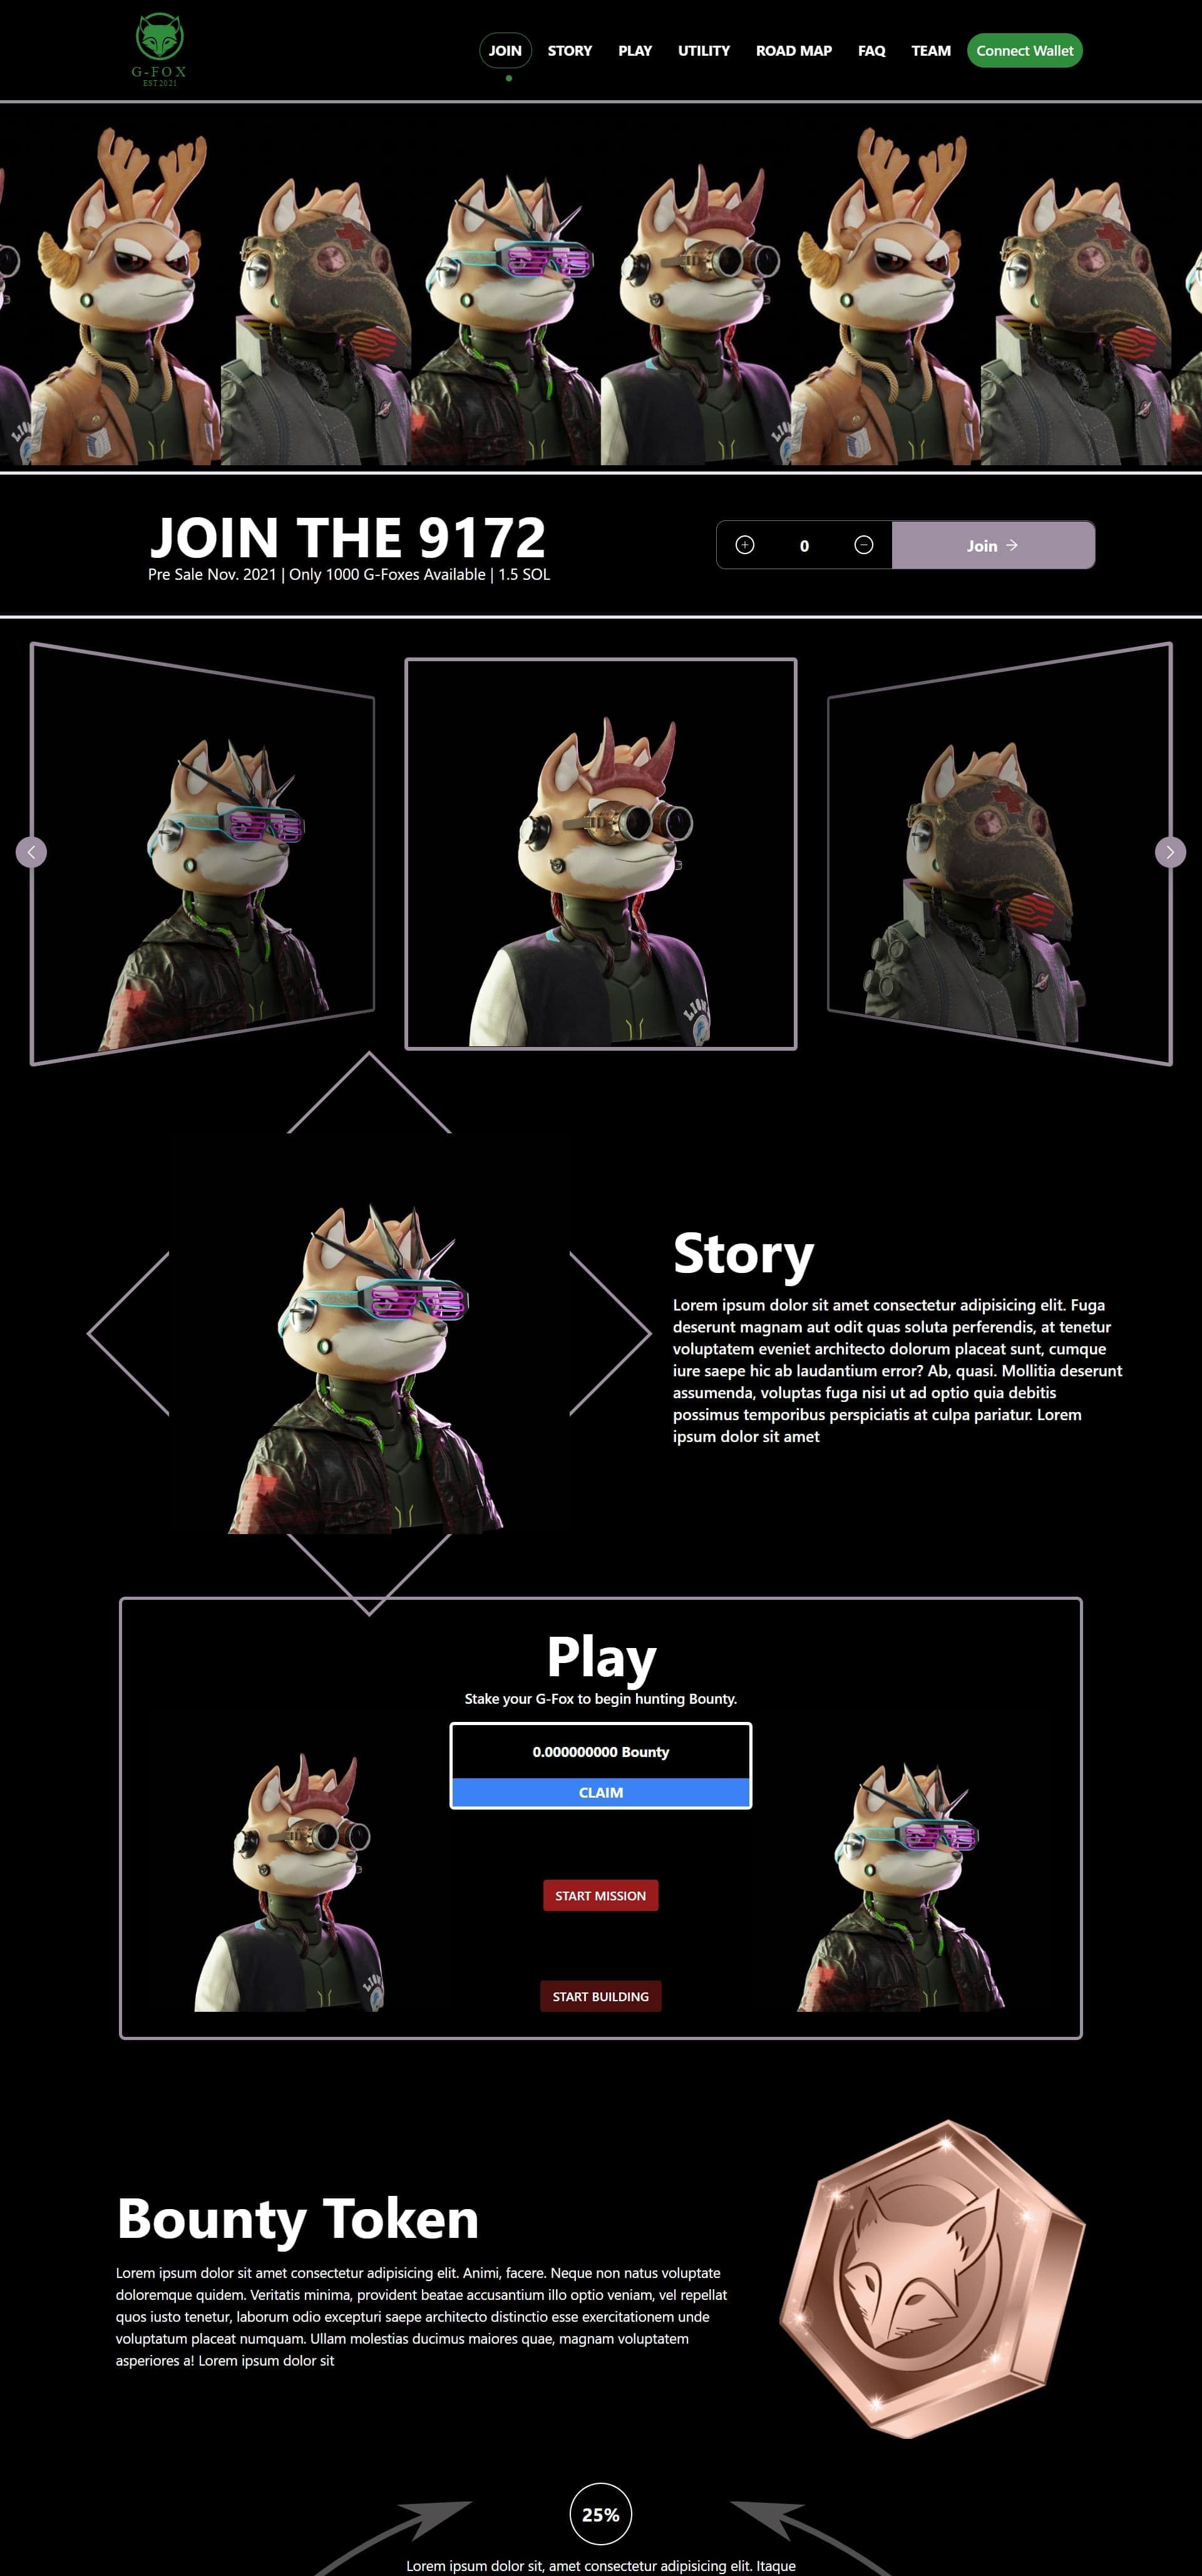 G-FOX
EST 2021
JOIN STORY PLAY UTILITY ROAD MAP FAQ TEAM Connect Wallet
JOIN THE 9172
Pre Sale Nov. 2021 | Only 1000 G-Foxes Available | 1.5 SOL
0
Join
Story
Lorem ipsum dolor sit amet consectetur adipisicing elit. Fuga
deserunt magnam aut odit quas soluta perferendis, at tenetur
voluptatem eveniet architecto dolorum placeat sunt, cumque
iure saepe hic ab laudantium error? Ab, quasi. Mollitia deserunt
assumenda, voluptas fuga nisi ut ad optio quia debitis
possimus temporibus perspiciatis at culpa pariatur. Lorem
ipsum dolor sit amet
Play
Stake your G-Fox to begin hunting Bounty.
0.000000000 Bounty
CLAIM
START MISSION
START BUILDING
Bounty Token
Lorem ipsum dolor sit amet consectetur adipisicing elit. Animi, facere. Neque non natus voluptate
doloremque quidem. Veritatis minima, provident beatae accusantium illo optio veniam, vel repellat
quos iusto tenetur, laborum odio excepturi saepe architecto distinctio esse exercitationem unde
voluptatum placeat numquam. Ullam molestias ducimus maiores quae, magnam voluptatem
asperiores a! Lorem ipsum dolor sit
25%
Lorem ipsum dolor sit, amet consectetur adipisicing elit. Itaque